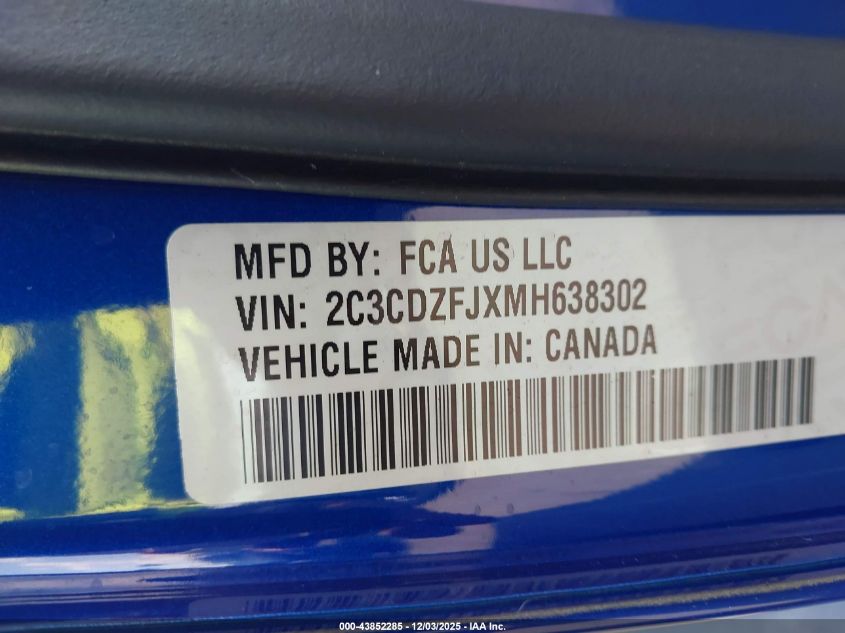 MFD BY: FCA US LLC
VIN: 2C3CDZFJXMH638302
VEHICLE MADE IN: CANADA
000-43852285 - 12/03/2025 - IAA Inc.